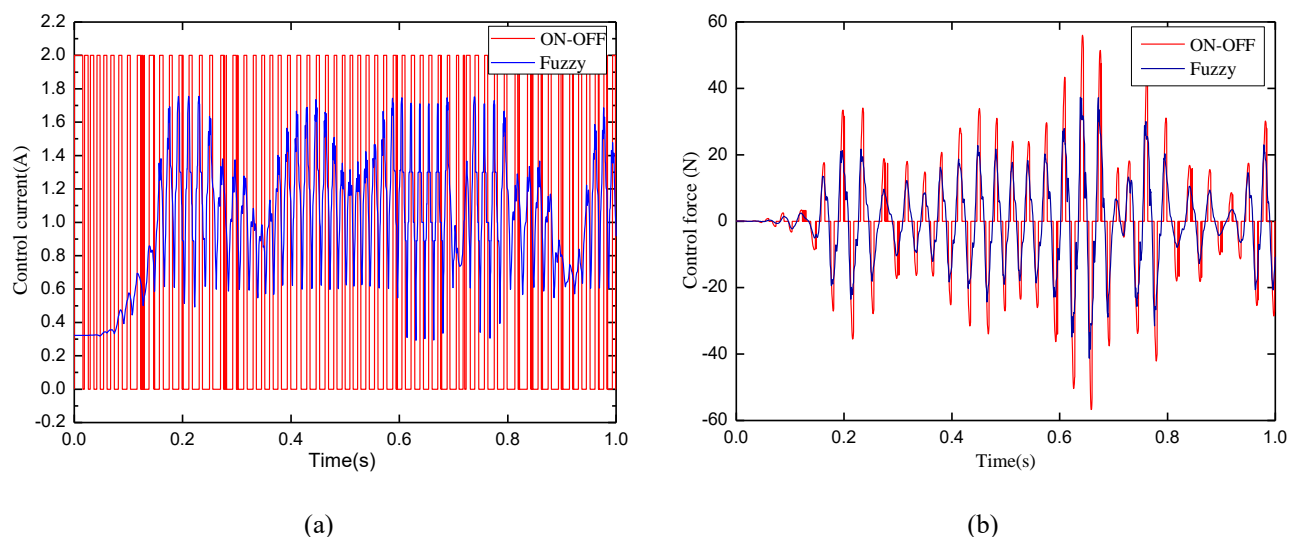 2.2
2.0
1.8
1.6
1.4
1.2
1.0
0.8
0.6
0.4
0.2
0.0
-0.2
Control current(A)
ON-OFF
Fuzzy
0.0 0.2 0.4 0.6 0.8 1.0
Time(s)
(a)
60
40
20
0
-20
-40
-60
Control force (N)
ON-OFF
Fuzzy
0.0 0.2 0.4 0.6 0.8 1.0
Time(s)
(b)